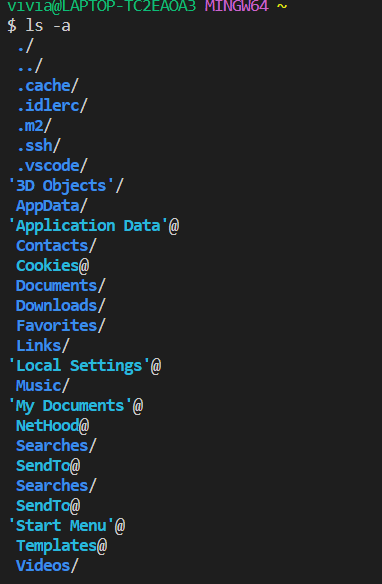 vivia@LAPTOP-TC2EAOA3 MINGW64 ~
$ ls -a
./
../
.cache/
.idlerc/
.m2/
.ssh/
.vscode/
'3D Objects'/
AppData/
'Application Data'@
Contacts/
Cookies@
Documents/
Downloads/
Favorites/
Links/
'Local Settings'@
Music/
'My Documents'@
NetHood@
Searches/
SendTo@
Searches/
SendTo@
'Start Menu'@
Templates@
Videos/